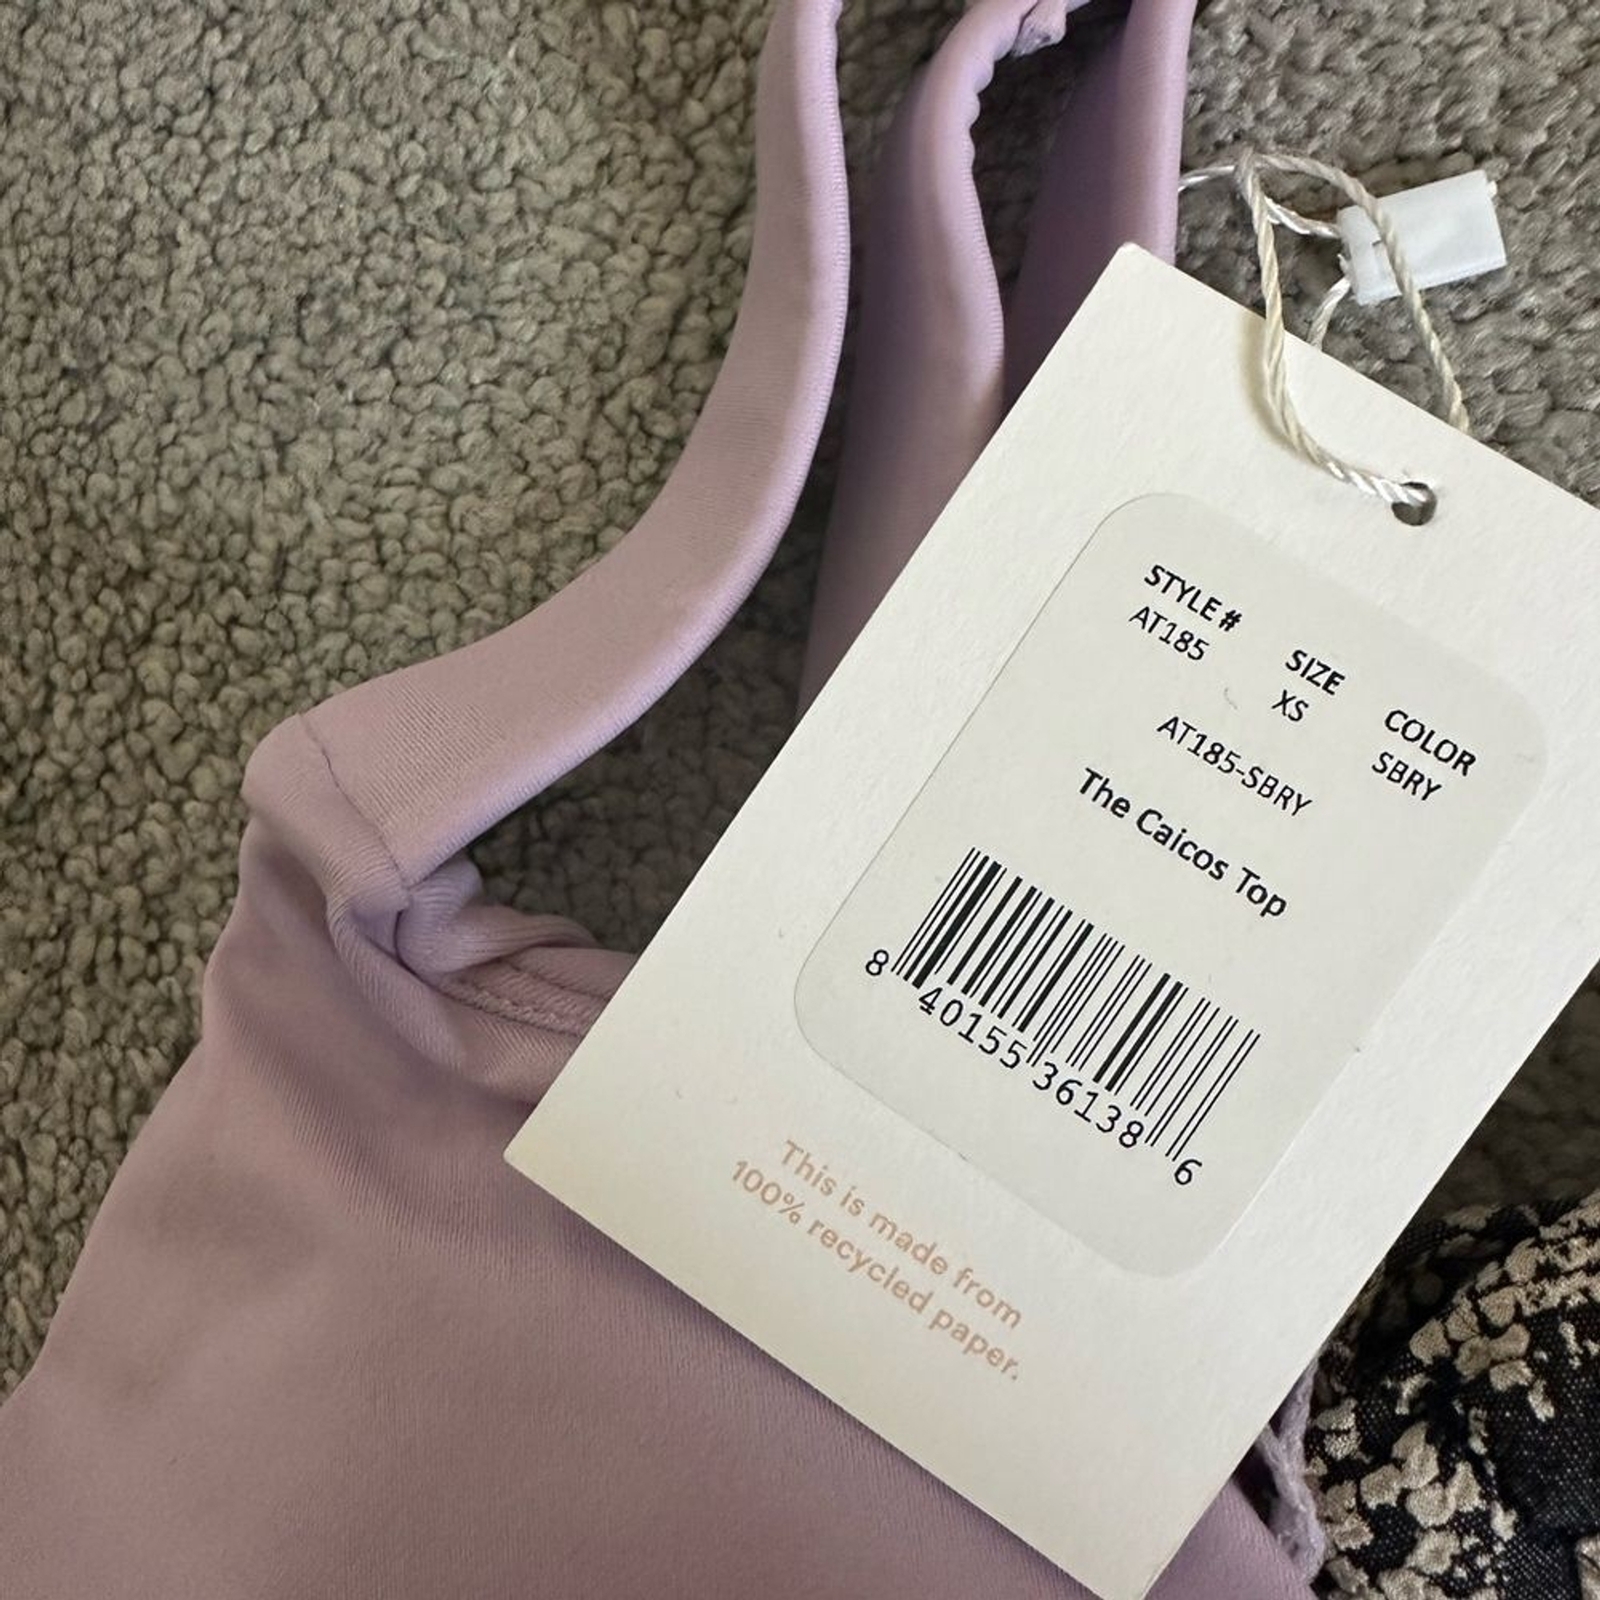 STYLE # SIZE COLOR
AT185 XS SBRY
AT185-SBRY
The Caicos Top
8 40155 36138 6
This is made from
100% recycled paper.